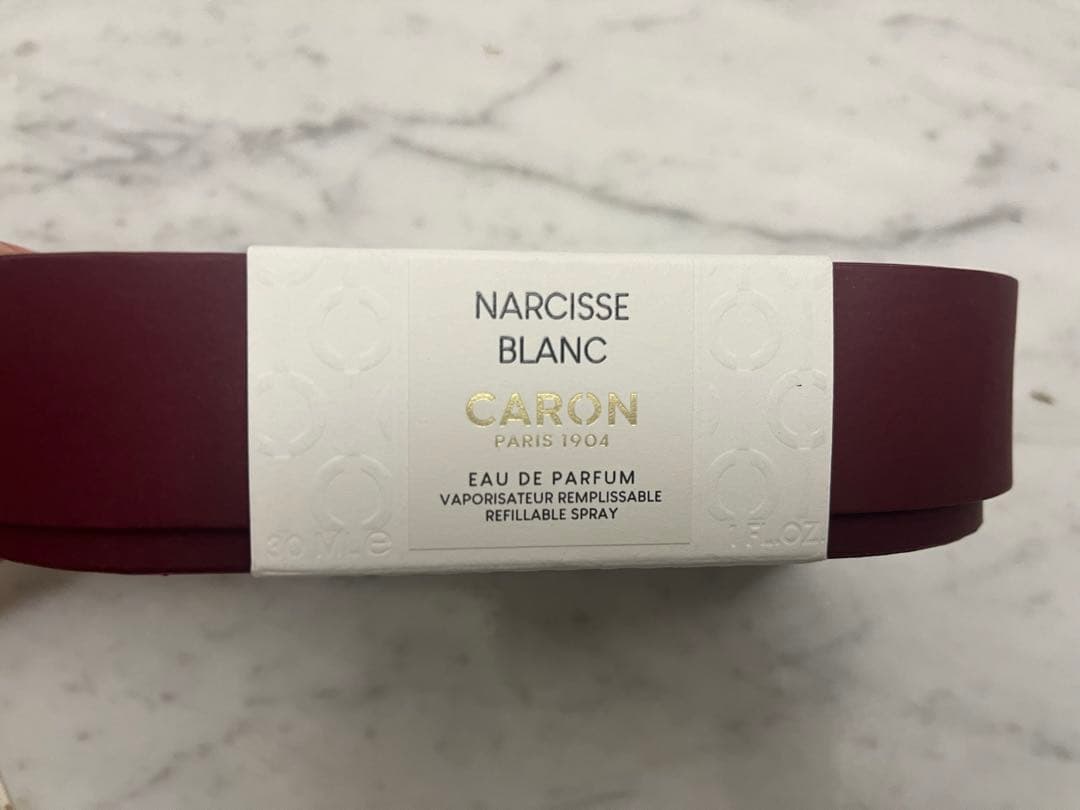 NARCISSE
BLANC
CARON
PARIS 1904
EAU DE PARFUM
VAPORISATEUR REMPLISSABLE
REFILLABLE SPRAY
30 ML ℮
1 FL.OZ.